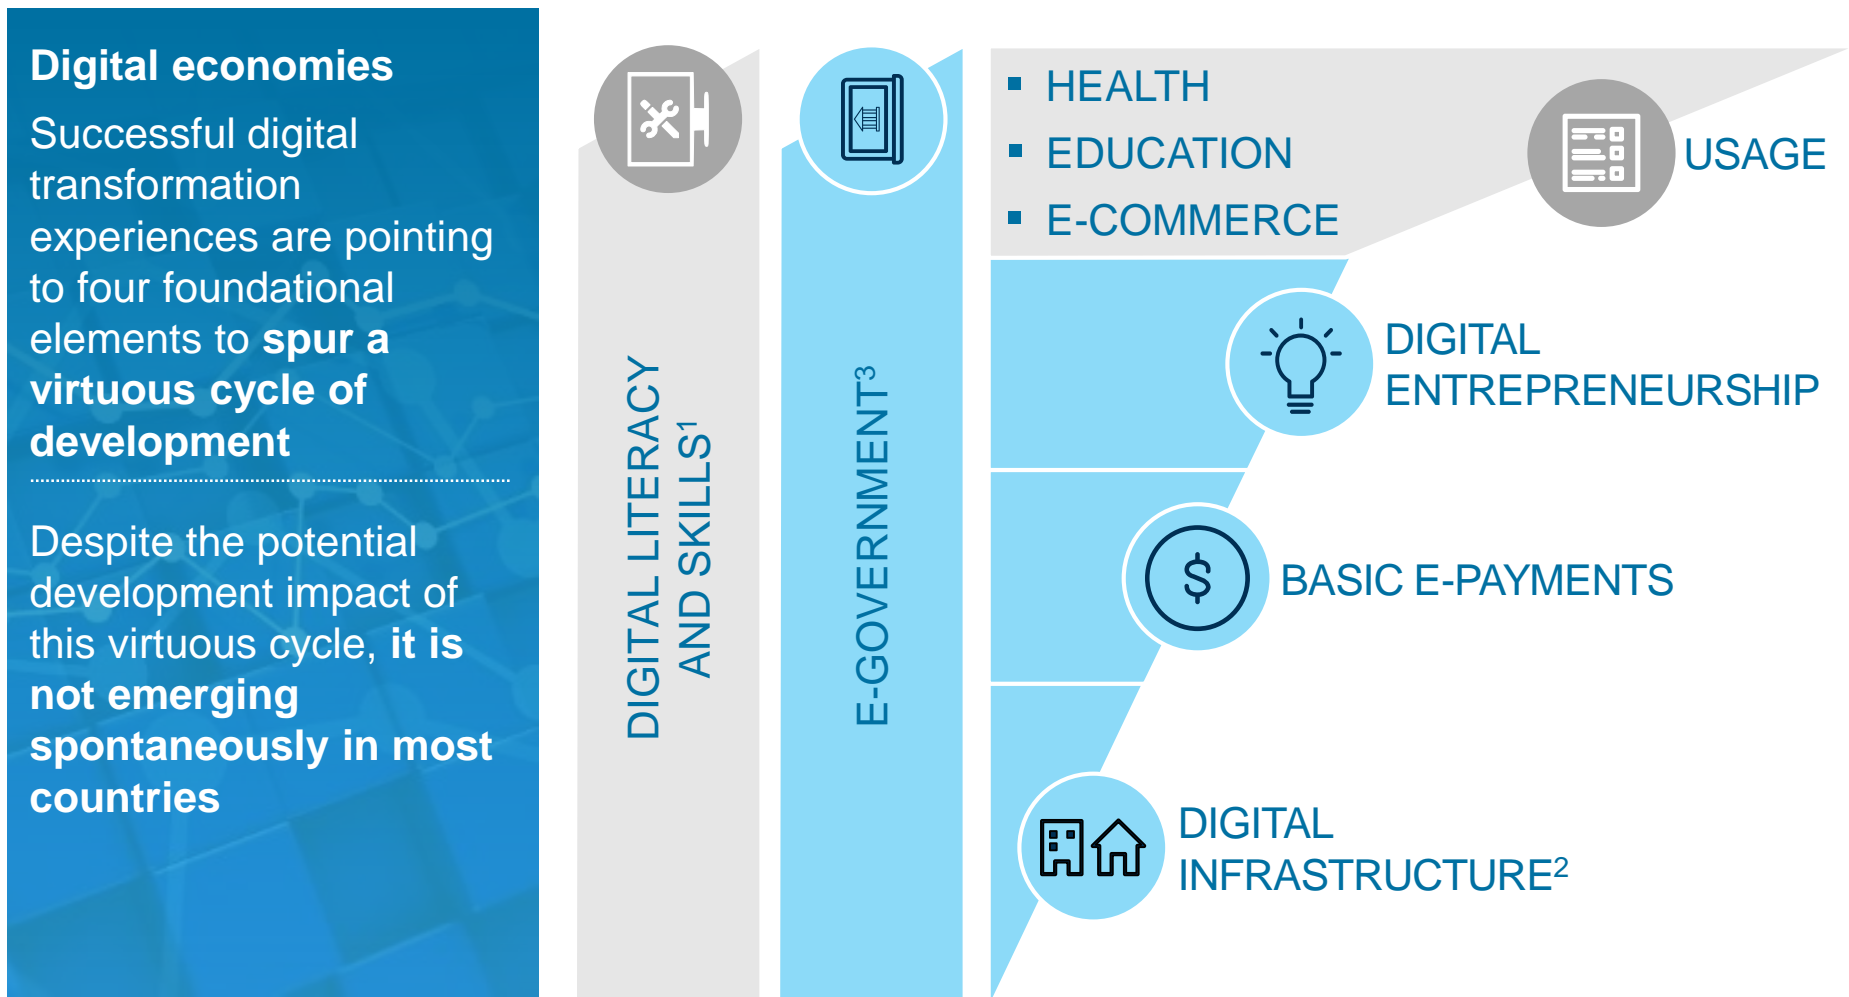 Digital economies
Successful digital
transformation
experiences are pointing
to four foundational
elements to spur a
virtuous cycle of
development
Despite the potential
development impact of
this virtuous cycle, it is
not emerging
spontaneously in most
countries
DIGITAL LITERACY
AND SKILLS¹
E-GOVERNMENT³
▪ HEALTH
▪ EDUCATION
▪ E-COMMERCE
USAGE
DIGITAL
ENTREPRENEURSHIP
$
BASIC E-PAYMENTS
DIGITAL
INFRASTRUCTURE²